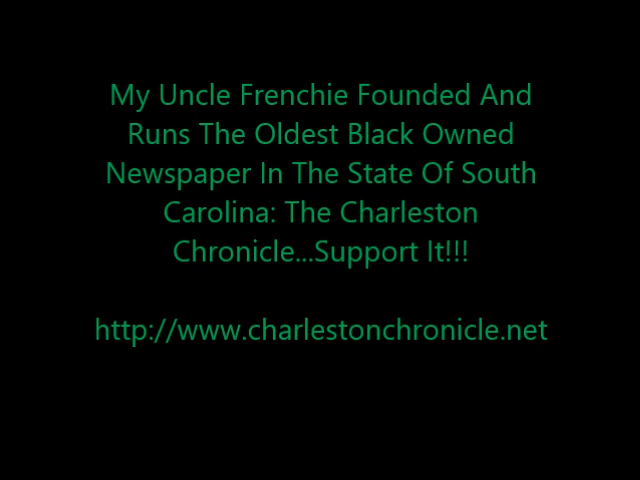 My Uncle Frenchie Founded And
Runs The Oldest Black Owned
Newspaper In The State Of South
Carolina: The Charleston
Chronicle...Support It!!!
http://www.charlestonchronicle.net